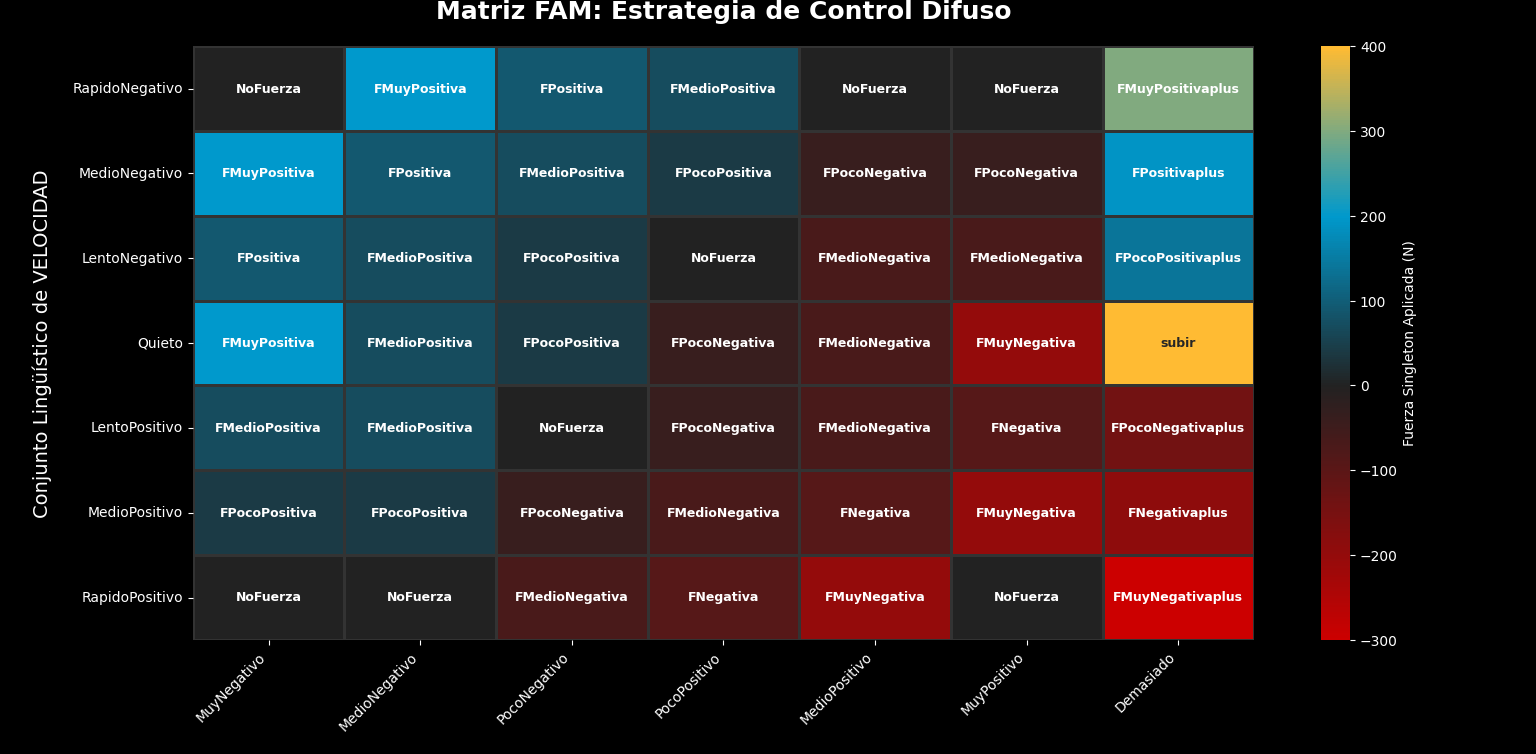 Matriz FAM: Estrategia de Control Difuso
Conjunto Lingüístico de VELOCIDAD
RapidoNegativo NoFuerza FMuyPositiva FPositiva FMedioPositiva NoFuerza NoFuerza FMuyPositivaplus
MedioNegativo FMuyPositiva FPositiva FMedioPositiva FPocoPositiva FPocoNegativa FPocoNegativa FPositivaplus
LentoNegativo FPositiva FMedioPositiva FPocoPositiva NoFuerza FMedioNegativa FMedioNegativa FPocoPositivaplus
Quieto FMuyPositiva FMedioPositiva FPocoPositiva FPocoNegativa FMedioNegativa FMuyNegativa subir
LentoPositivo FMedioPositiva FMedioPositiva NoFuerza FPocoNegativa FMedioNegativa FNegativa FPocoNegativaplus
MedioPositivo FPocoPositiva FPocoPositiva FPocoNegativa FMedioNegativa FNegativa FMuyNegativa FNegativaplus
RapidoPositivo NoFuerza NoFuerza FMedioNegativa FNegativa FMuyNegativa NoFuerza FMuyNegativaplus
MuyNegativo MedioNegativo PocoNegativo PocoPositivo MedioPositivo MuyPositivo Demasiado
400
300
200
100
0
−100
−200
−300
Fuerza Singleton Aplicada (N)